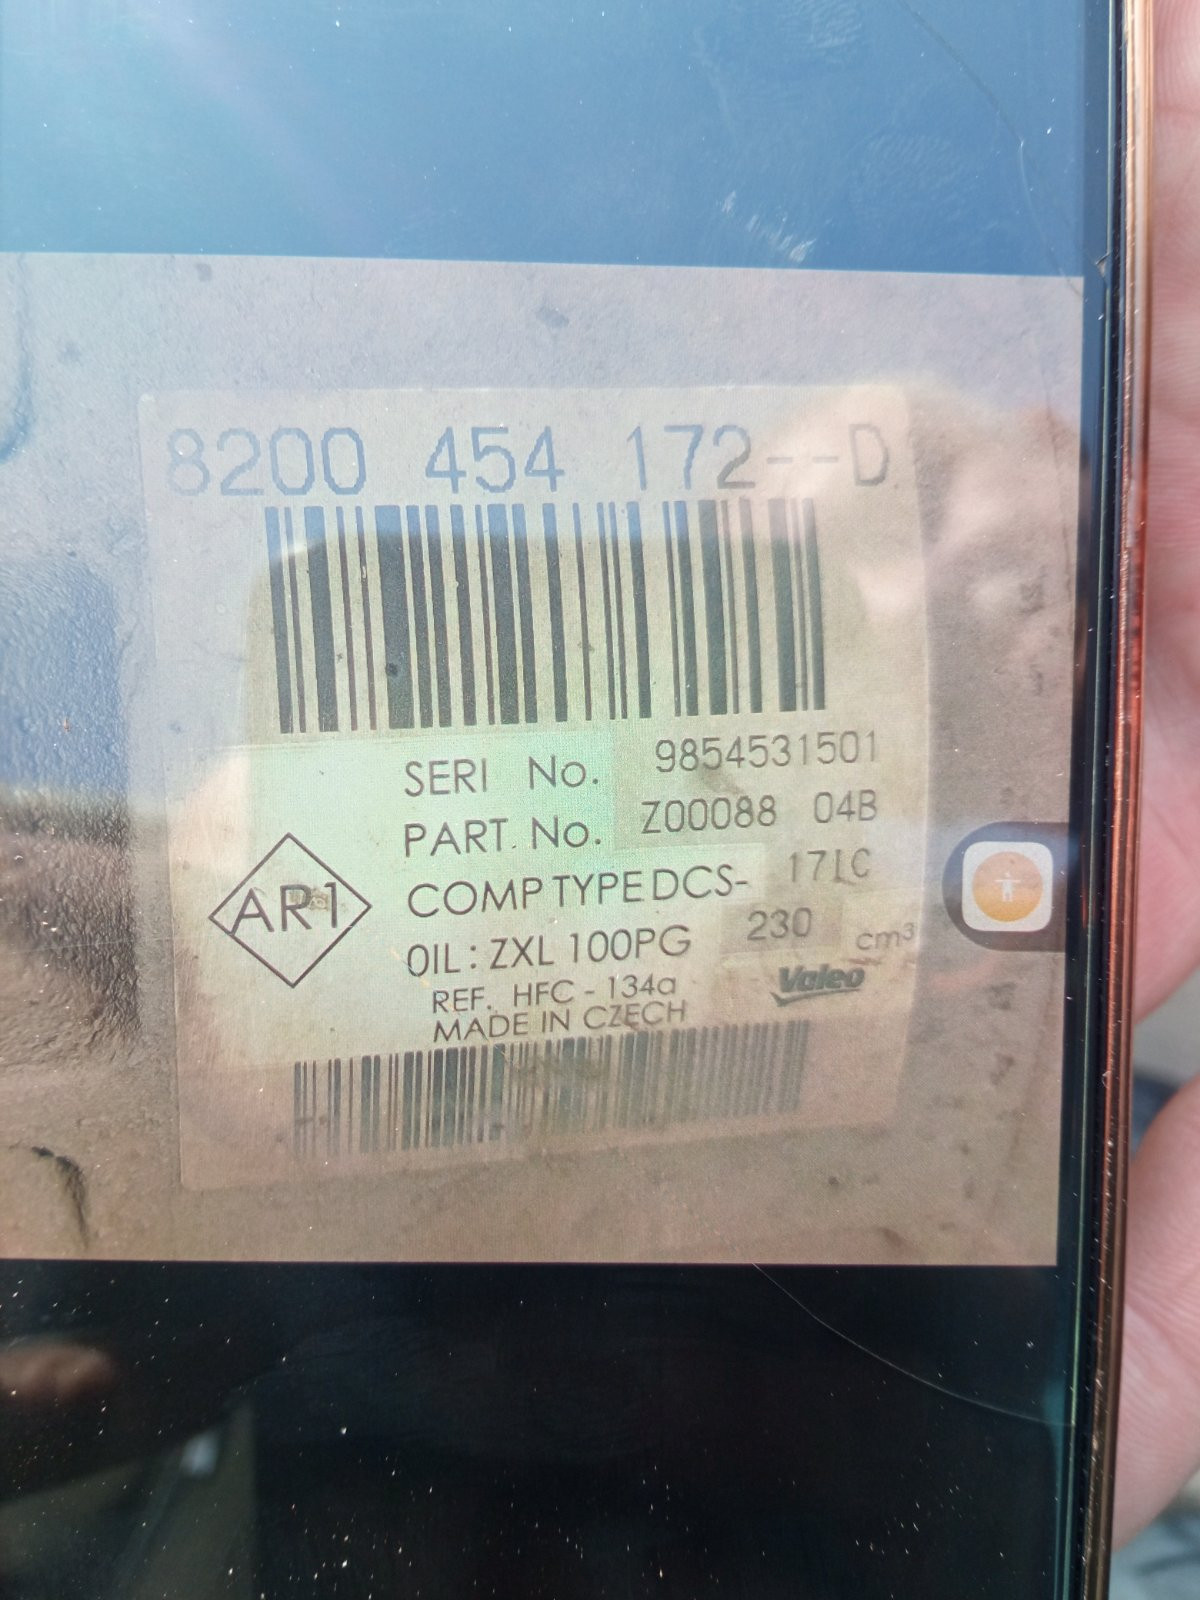 8200 454 172--D
SERI No. 9854531501
PART. No. Z00088 04B
AR1
COMP TYPE DCS- 171C
OIL: ZXL 100PG 230 cm³
REF. HFC - 134a
Valeo
MADE IN CZECH